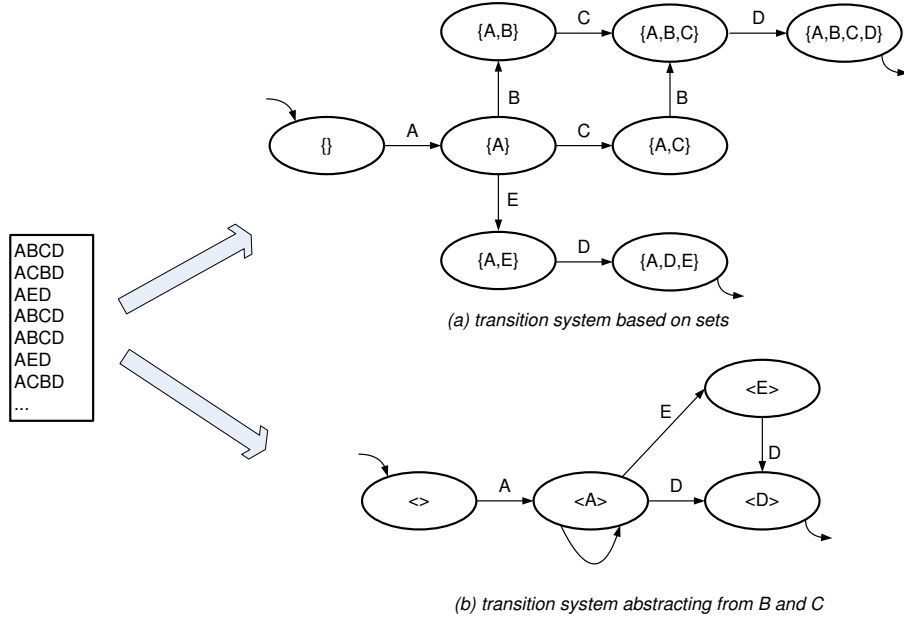 ABCD
ACBD
AED
ABCD
ABCD
AED
ACBD
...
{A,B}
C
{A,B,C}
D
{A,B,C,D}
B
B
{}
A
{A}
C
{A,C}
E
{A,E}
D
{A,D,E}
(a) transition system based on sets
<E>
E
D
<>
A
<A>
D
<D>
(b) transition system abstracting from B and C